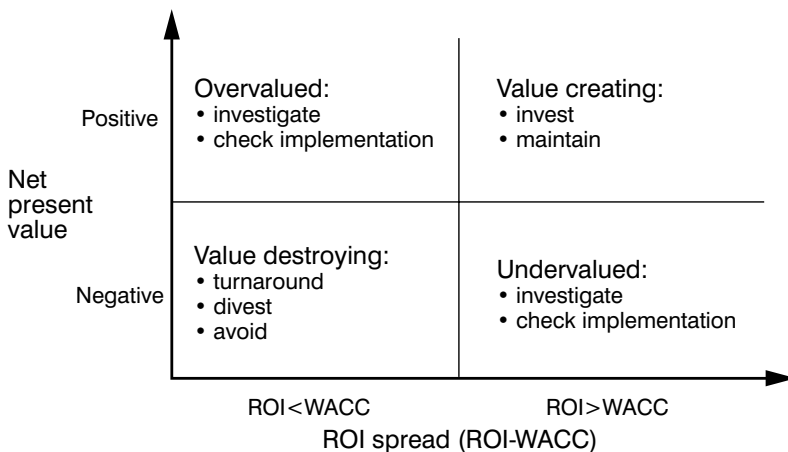 Overvalued:
• investigate
• check implementation
Value creating:
• invest
• maintain
Positive
Net
present
value
Value destroying:
• turnaround
• divest
• avoid
Undervalued:
• investigate
• check implementation
Negative
ROI<WACC
ROI>WACC
ROI spread (ROI-WACC)